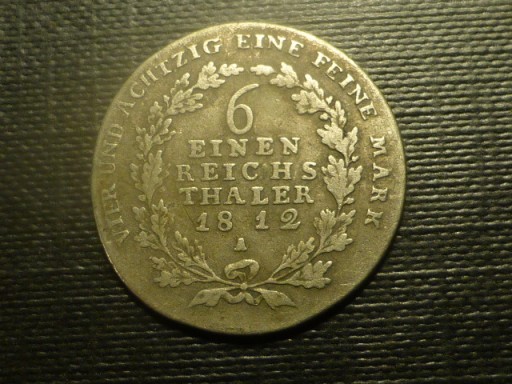 VIER UND ACHTZIG EINE FEINE MARK
6
EINEN
REICHS
THALER
1812
A